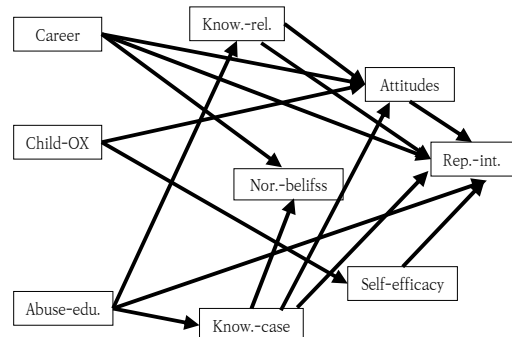 Know.-rel.
Career
Attitudes
Child-OX
Rep.-int.
Nor.-belifss
Self-efficacy
Abuse-edu.
Know.-case